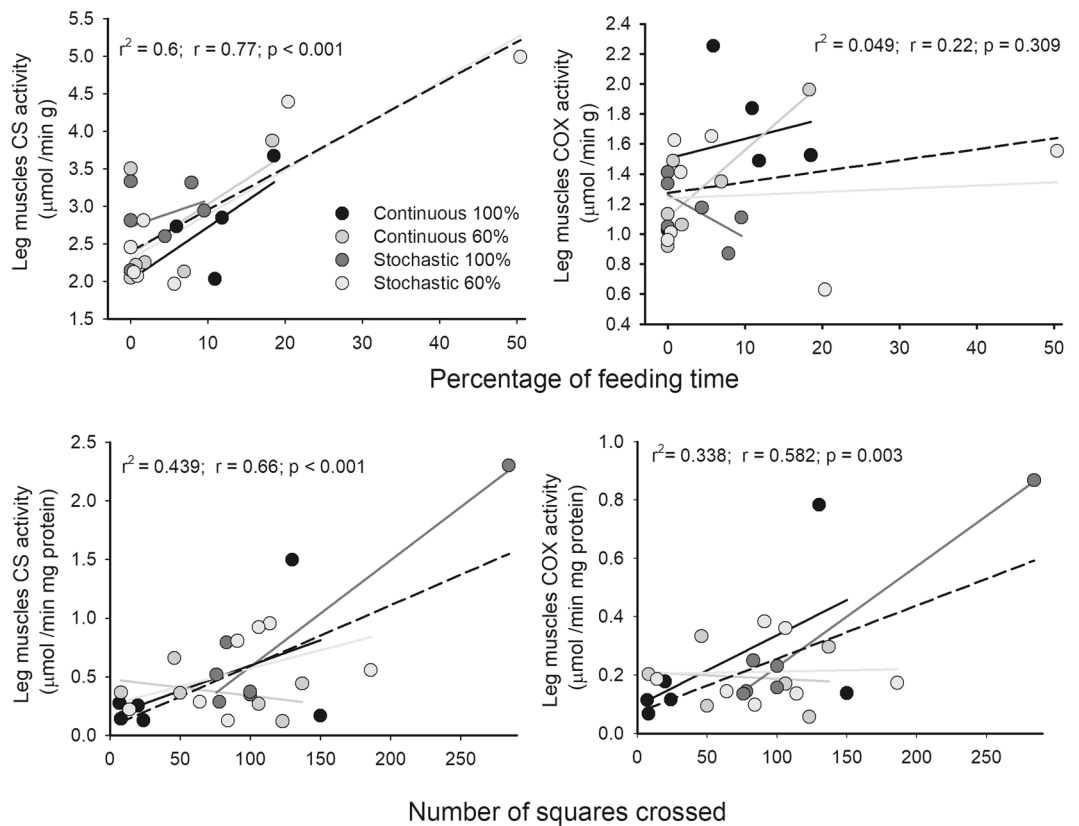 Leg muscles CS activity
(μmol /min g)
5.5
5.0
4.5
4.0
3.5
3.0
2.5
2.0
1.5
r² = 0.6; r = 0.77; p < 0.001
Continuous 100%
Continuous 60%
Stochastic 100%
Stochastic 60%
0 10 20 30 40 50
Leg muscles COX activity
(μmol /min g)
2.4
2.2
2.0
1.8
1.6
1.4
1.2
1.0
0.8
0.6
0.4
r² = 0.049; r = 0.22; p = 0.309
0 10 20 30 40 50
Percentage of feeding time
Leg muscles CS activity
(μmol /min mg protein)
2.5
2.0
1.5
1.0
0.5
0.0
r² = 0.439; r = 0.66; p < 0.001
0 50 100 150 200 250
Leg muscles COX activity
(μmol /min mg protein)
1.0
0.8
0.6
0.4
0.2
0.0
r² = 0.338; r = 0.582; p = 0.003
0 50 100 150 200 250
Number of squares crossed